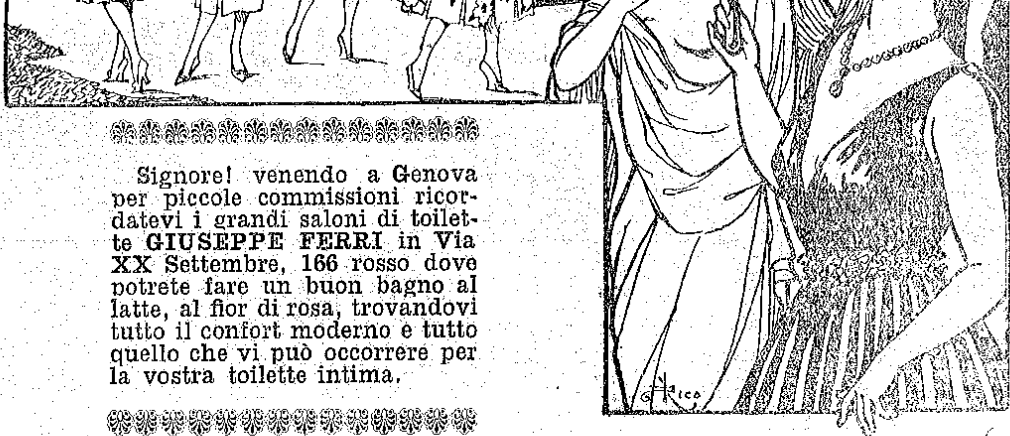 Signore! venendo a Genova
per piccole commissioni ricor-
datevi i grandi saloni di toilet-
te GIUSEPPE FERRI in Via
XX Settembre, 166 rosso dove
potrete fare un buon bagno al
latte, al fior di rosa, trovandovi
tutto il confort moderno e tutto
quello che vi può occorrere per
la vostra toilette intima.